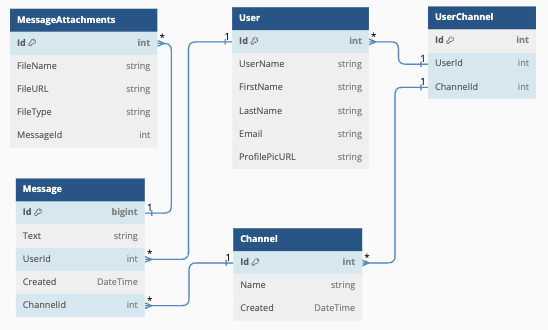 MessageAttachments
Id int
FileName string
FileURL string
FileType string
MessageId int
User
Id int
UserName string
FirstName string
LastName string
Email string
ProfilePicURL string
UserChannel
Id int
UserId int
ChannelId int
Message
Id bigint
Text string
UserId int
Created DateTime
ChannelId int
Channel
Id int
Name string
Created DateTime
*
1
*
1
1
1
*
*
1
*